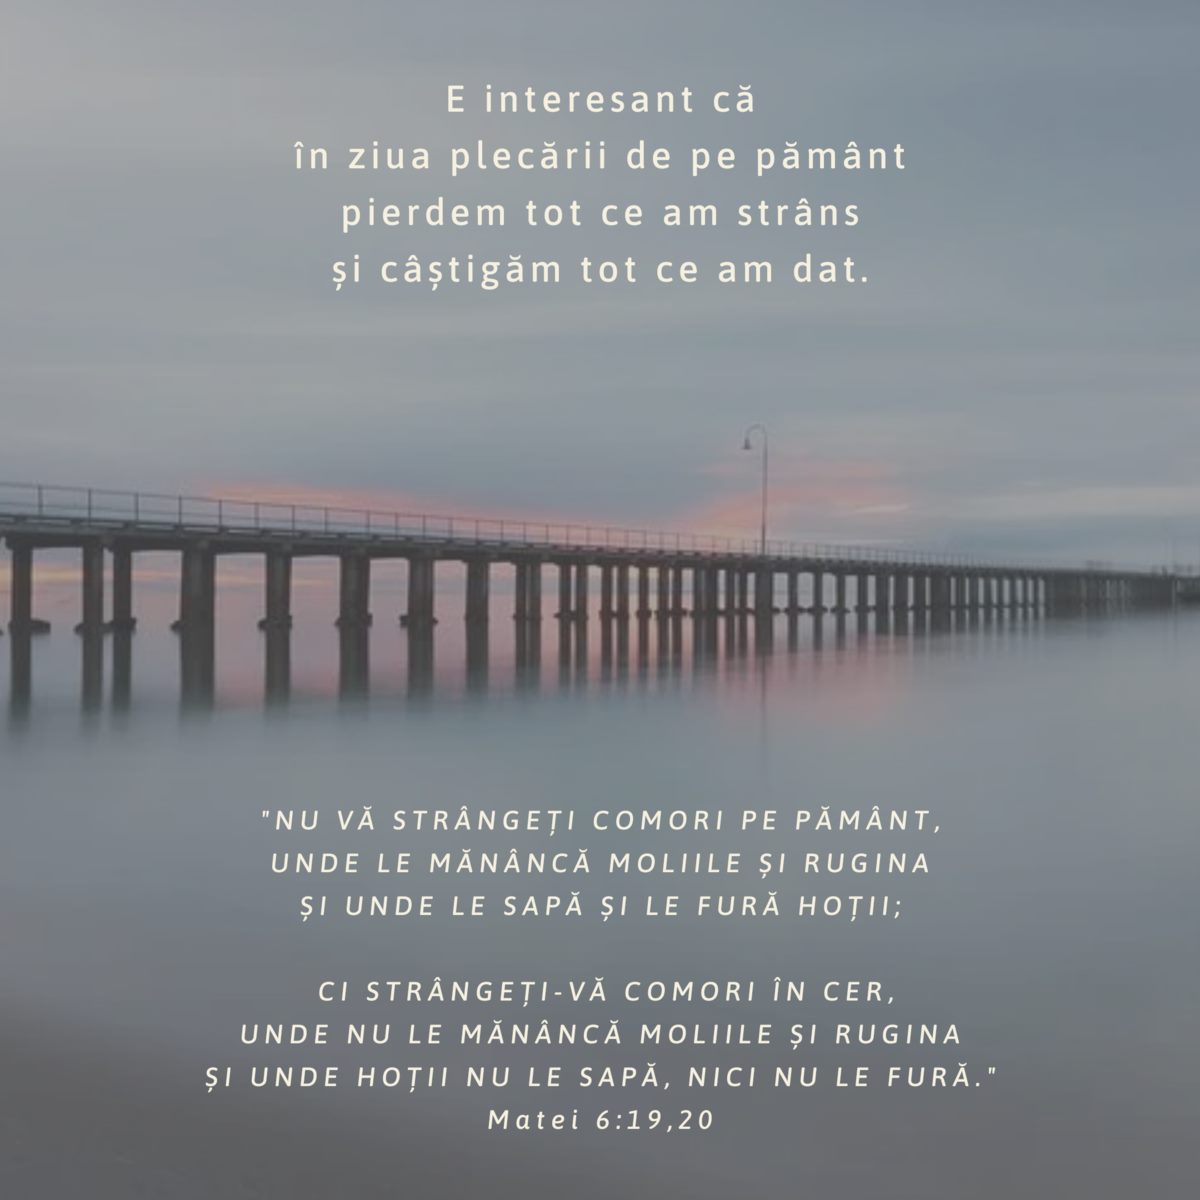 E interesant că
în ziua plecării de pe pământ
pierdem tot ce am strâns
și câștigăm tot ce am dat.
"NU VĂ STRÂNGEȚI COMORI PE PĂMÂNT,
UNDE LE MĂNÂNCĂ MOLIILE ȘI RUGINA
ȘI UNDE LE SAPĂ ȘI LE FURĂ HOȚII;
CI STRÂNGEȚI-VĂ COMORI ÎN CER,
UNDE NU LE MĂNÂNCĂ MOLIILE ȘI RUGINA
ȘI UNDE HOȚII NU LE SAPĂ, NICI NU LE FURĂ."
Matei 6:19,20